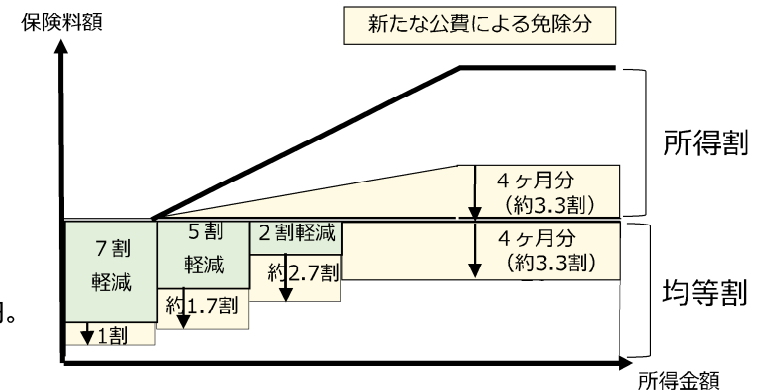 保険料額
新たな公費による免除分
所得割
４ヶ月分
（約3.3割）
７割
軽減
５割
軽減
２割軽減
４ヶ月分
（約3.3割）
約2.7割
約1.7割
1割
均等割
所得金額
。